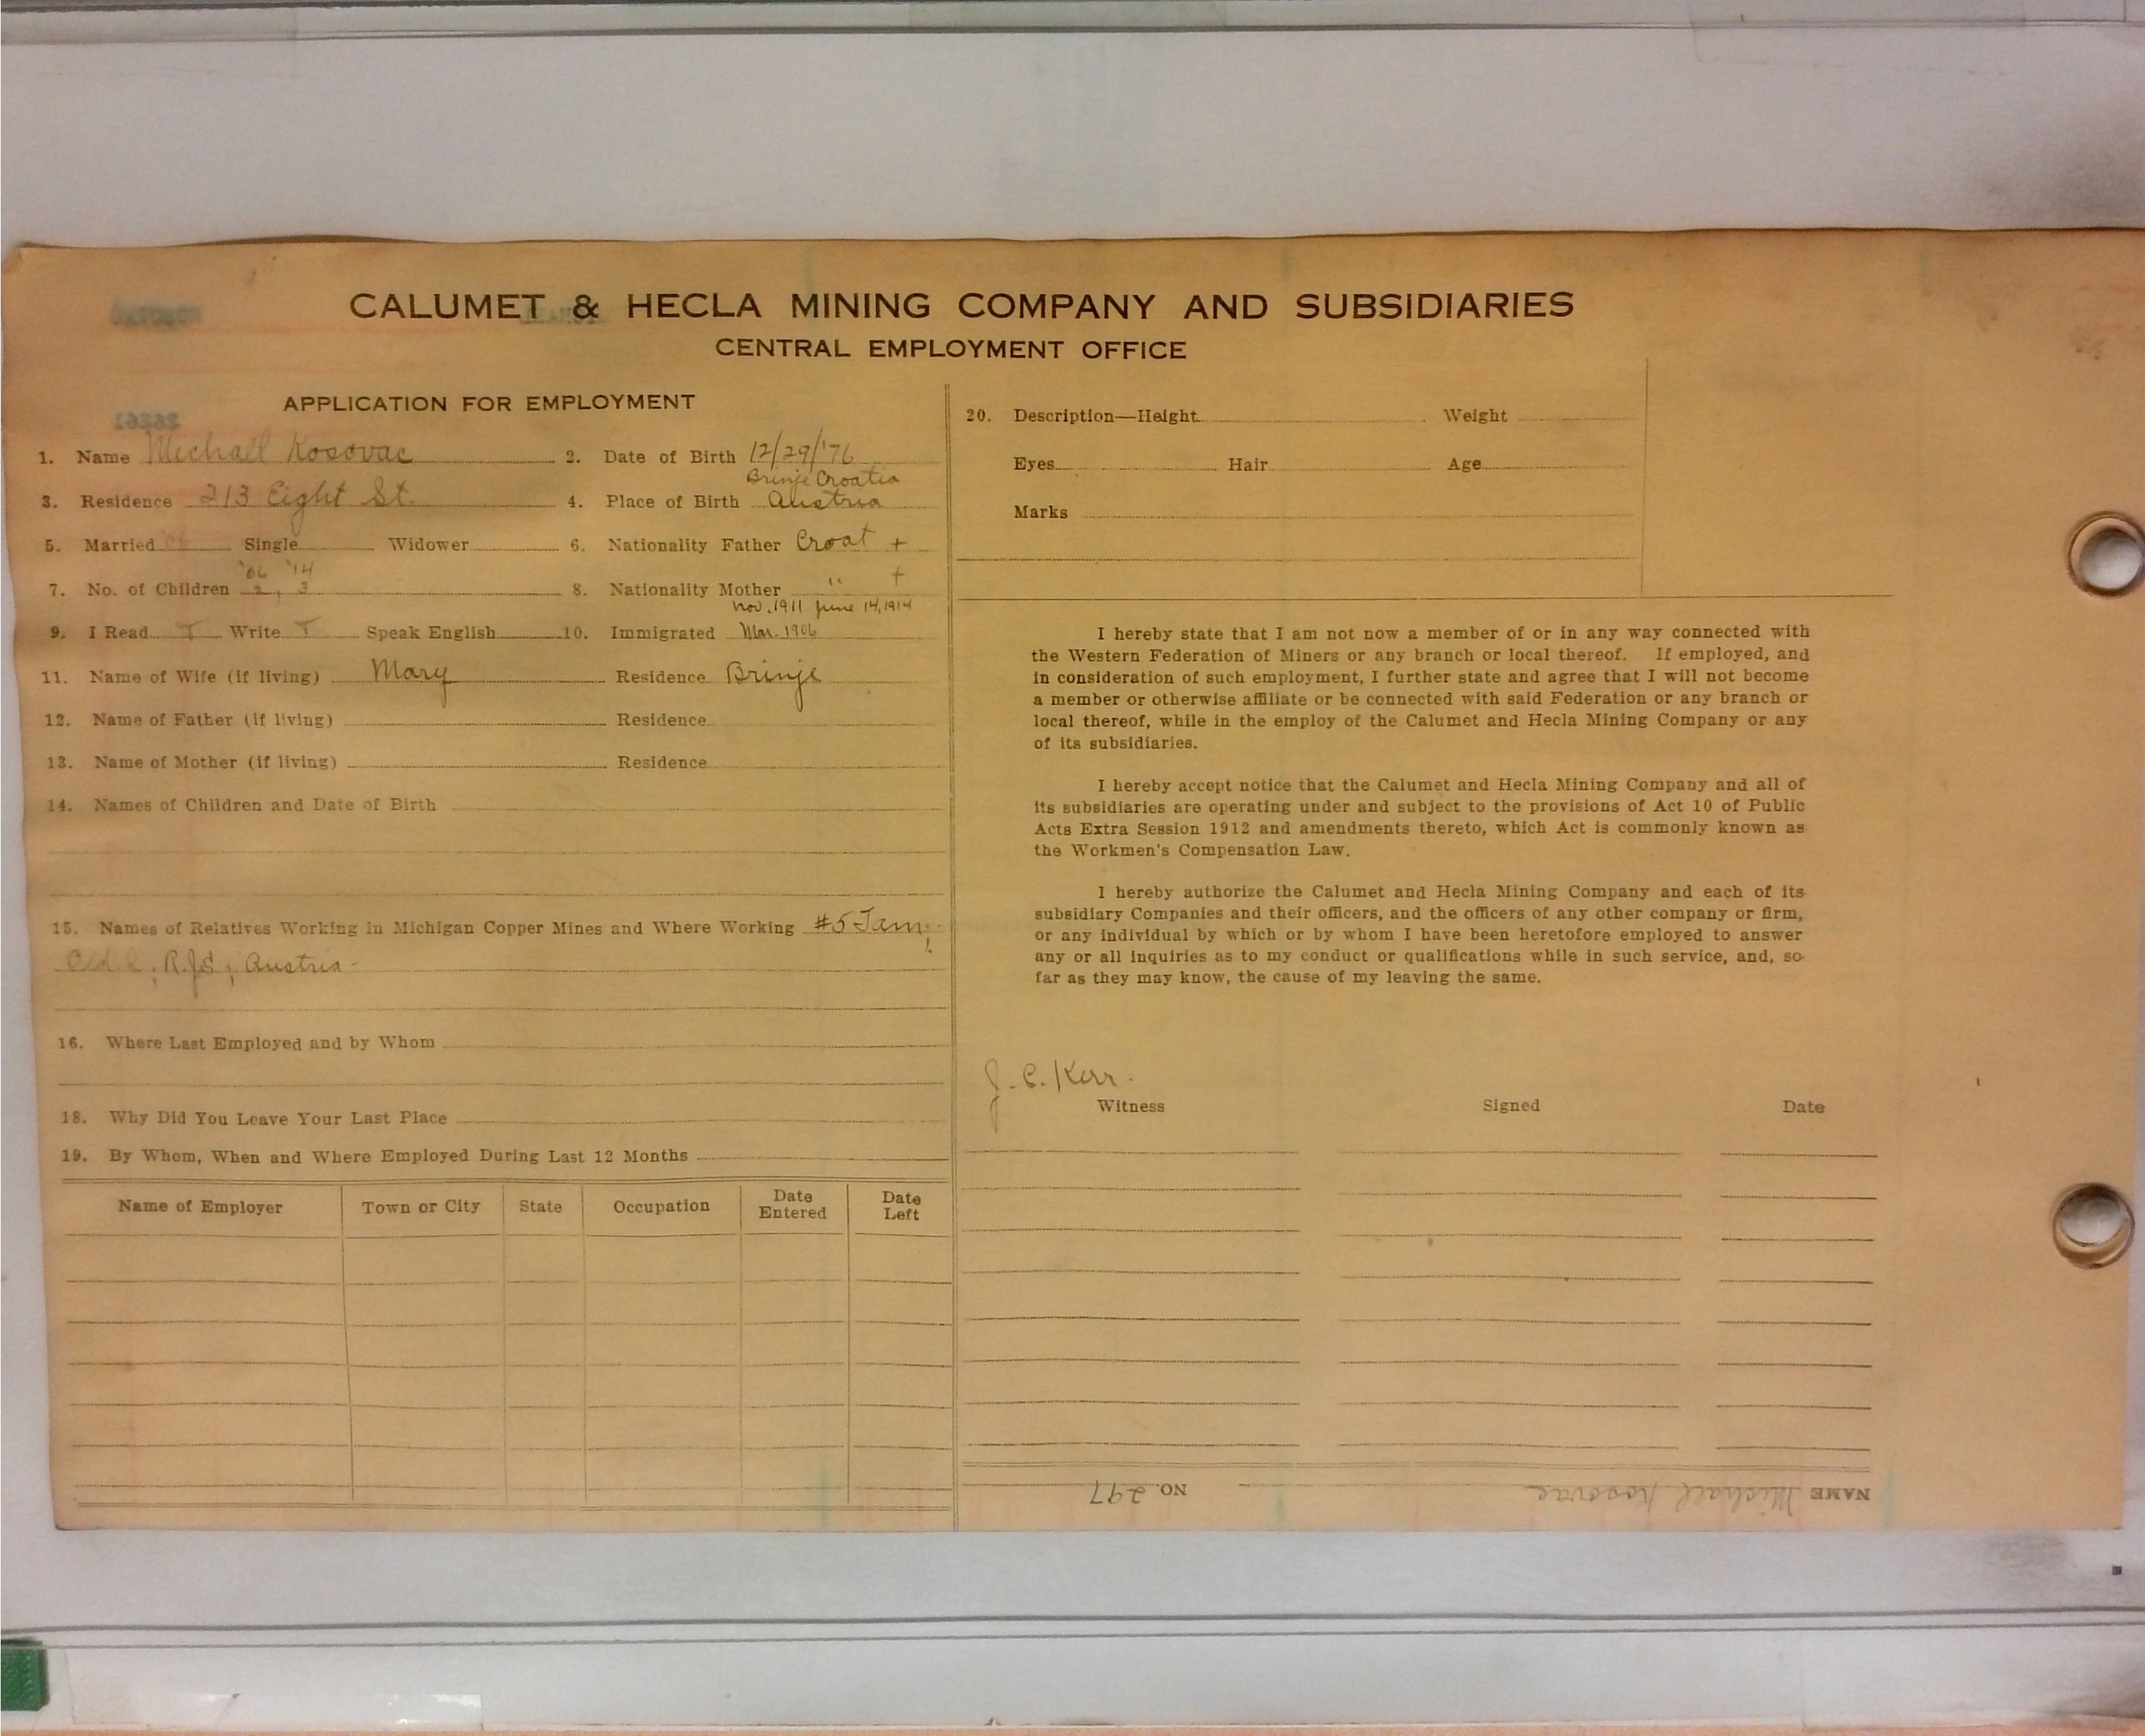 CALUMET & HECLA MINING COMPANY AND SUBSIDIARIES
CENTRAL EMPLOYMENT OFFICE
APPLICATION FOR EMPLOYMENT
1. Name Michall Kosovac 2. Date of Birth 12/29/'76
Brinje Croatia
3. Residence 213 Eight St. 4. Place of Birth Austria
5. Married Single Widower 6. Nationality Father Croat +
'06 '14
7. No. of Children 2, 3 8. Nationality Mother " +
Nov. 1911 June 14, 1914
9. I Read T Write T Speak English 10. Immigrated Mar. 1906
11. Name of Wife (if living) Mary Residence Brinje
12. Name of Father (if living) Residence
13. Name of Mother (if living) Residence
14. Names of Children and Date of Birth
15. Names of Relatives Working in Michigan Copper Mines and Where Working #5 Tam.
R.J.S; Austria-
16. Where Last Employed and by Whom
18. Why Did You Leave Your Last Place
19. By Whom, When and Where Employed During Last 12 Months
Name of Employer Town or City State Occupation Date Entered Date Left
20. Description—Height Weight
Eyes Hair Age
Marks
I hereby state that I am not now a member of or in any way connected with
the Western Federation of Miners or any branch or local thereof. If employed, and
in consideration of such employment, I further state and agree that I will not become
a member or otherwise affiliate or be connected with said Federation or any branch or
local thereof, while in the employ of the Calumet and Hecla Mining Company or any
of its subsidiaries.
I hereby accept notice that the Calumet and Hecla Mining Company and all of
its subsidiaries are operating under and subject to the provisions of Act 10 of Public
Acts Extra Session 1912 and amendments thereto, which Act is commonly known as
the Workmen's Compensation Law.
I hereby authorize the Calumet and Hecla Mining Company and each of its
subsidiary Companies and their officers, and the officers of any other company or firm,
or any individual by which or by whom I have been heretofore employed to answer
any or all inquiries as to my conduct or qualifications while in such service, and, so
far as they may know, the cause of my leaving the same.
J. C. Kerr.
Witness Signed Date
NAME Michall Kosovac NO. 297